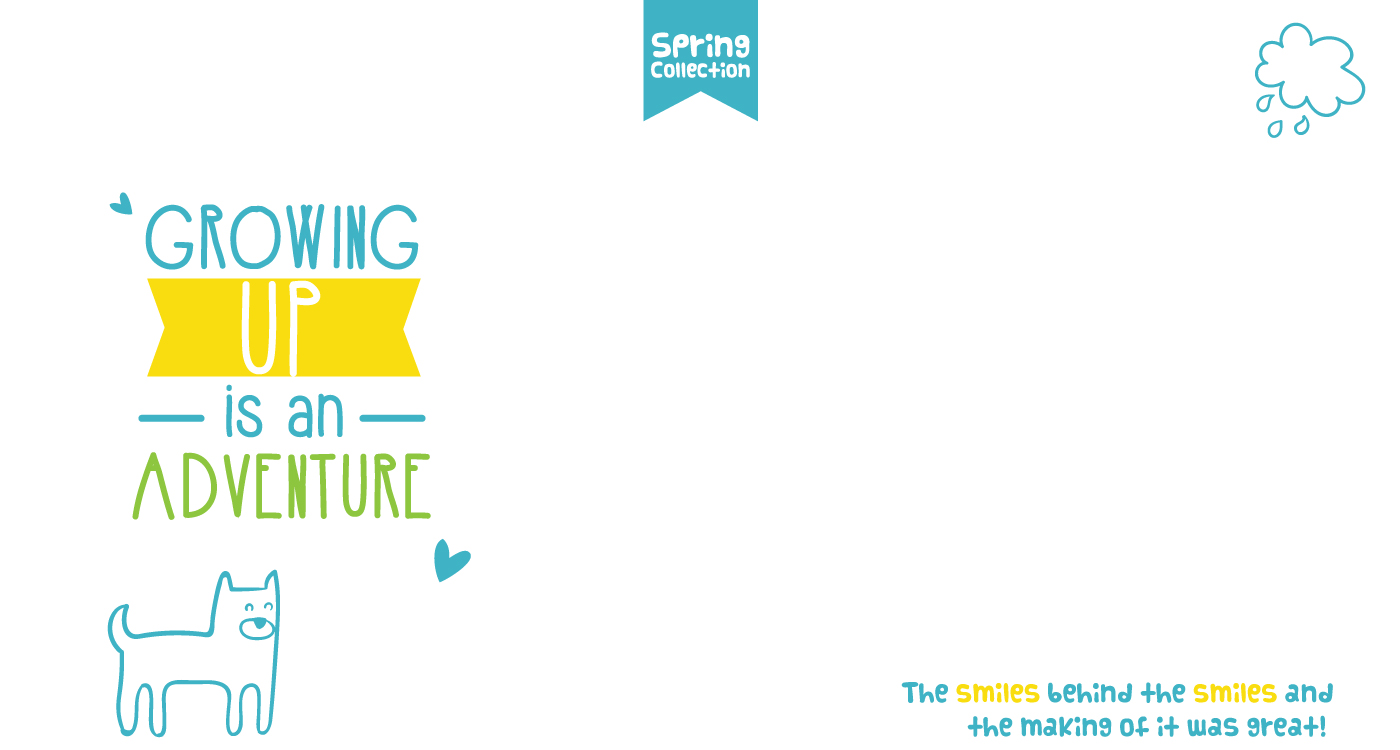 Spring
Collection
GROWING
UP
is an
ADVENTURE
The smiles behind the smiles and
the making of it was great!